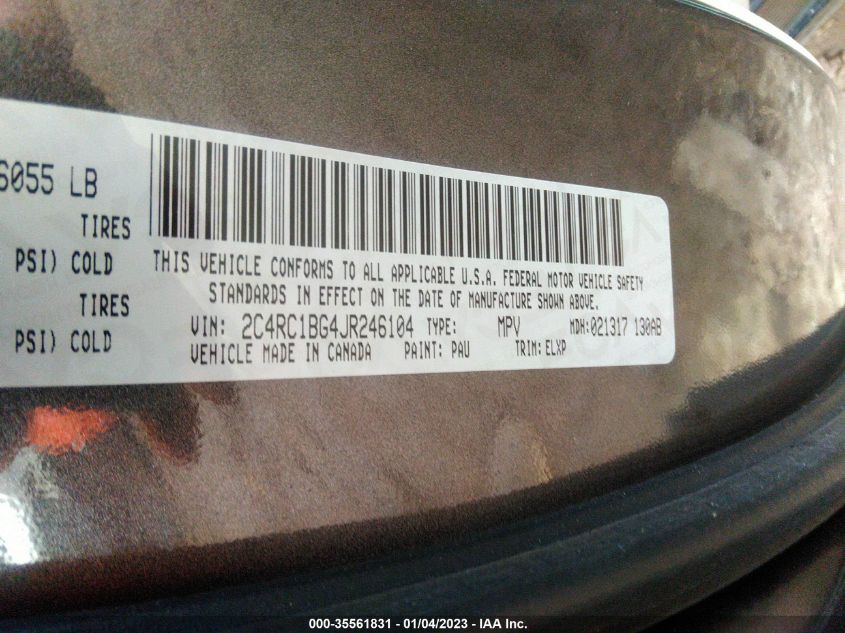 6055 LB
TIRES
PSI) COLD
TIRES
PSI) COLD
THIS VEHICLE CONFORMS TO ALL APPLICABLE U.S.A. FEDERAL MOTOR VEHICLE SAFETY
STANDARDS IN EFFECT ON THE DATE OF MANUFACTURE SHOWN ABOVE.
VIN: 2C4RC1BG4JR246104 TYPE: MPV MDH:021317 130AB
VEHICLE MADE IN CANADA PAINT: PAU TRIM: ELXP
000-35561831 - 01/04/2023 - IAA Inc.